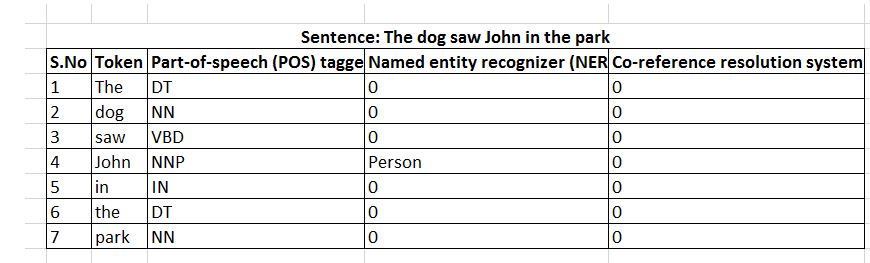 Sentence: The dog saw John in the park
S.No Token Part-of-speech (POS) tagge Named entity recognizer (NER Co-reference resolution system
1 The DT 0 0
2 dog NN 0 0
3 saw VBD 0 0
4 John NNP Person 0
5 in IN 0 0
6 the DT 0 0
7 park NN 0 0